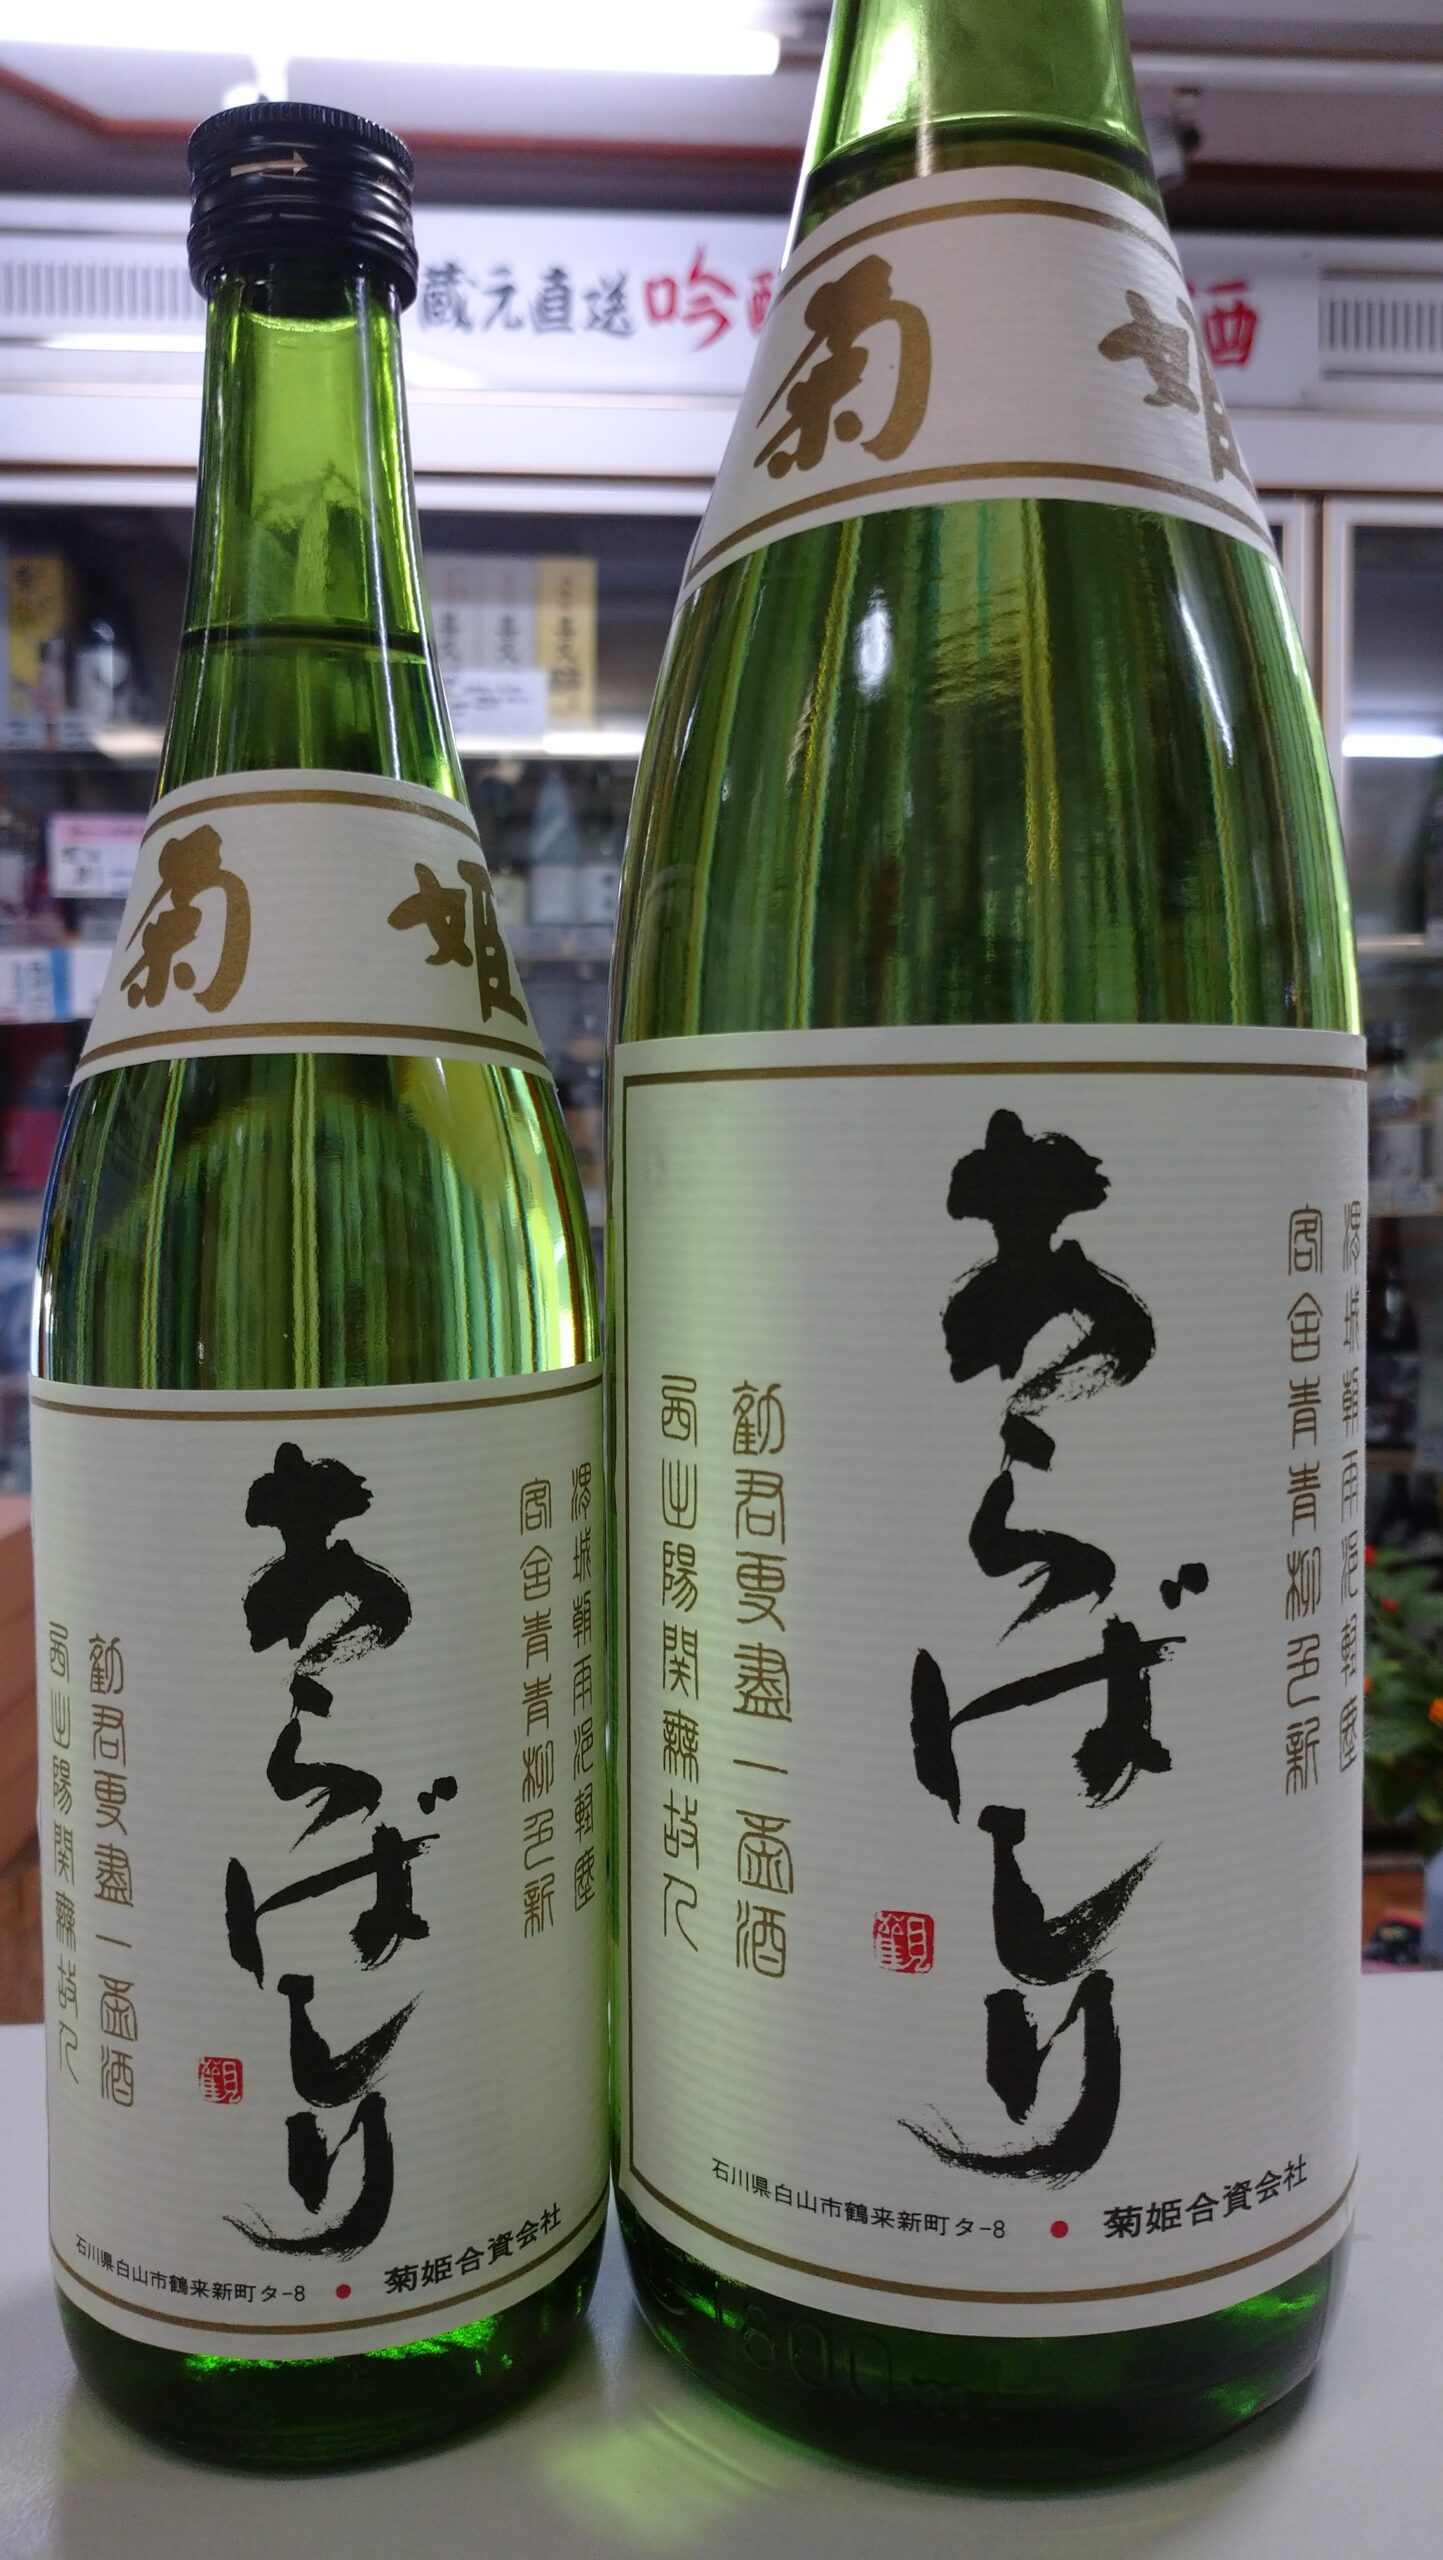 蔵元直送吟
酒
菊姫
あらばしり
渭城朝雨浥軽塵
客舎青青柳色新
勧君更盡一盃酒
西出陽関無故人
観
石川県白山市鶴来新町タ-8 ● 菊姫合資会社
菊姫
あらばしり
渭城朝雨浥軽塵
客舎青青柳色新
勧君更盡一盃酒
西出陽関無故人
観
石川県白山市鶴来新町タ-8 ● 菊姫合資会社
1800ml